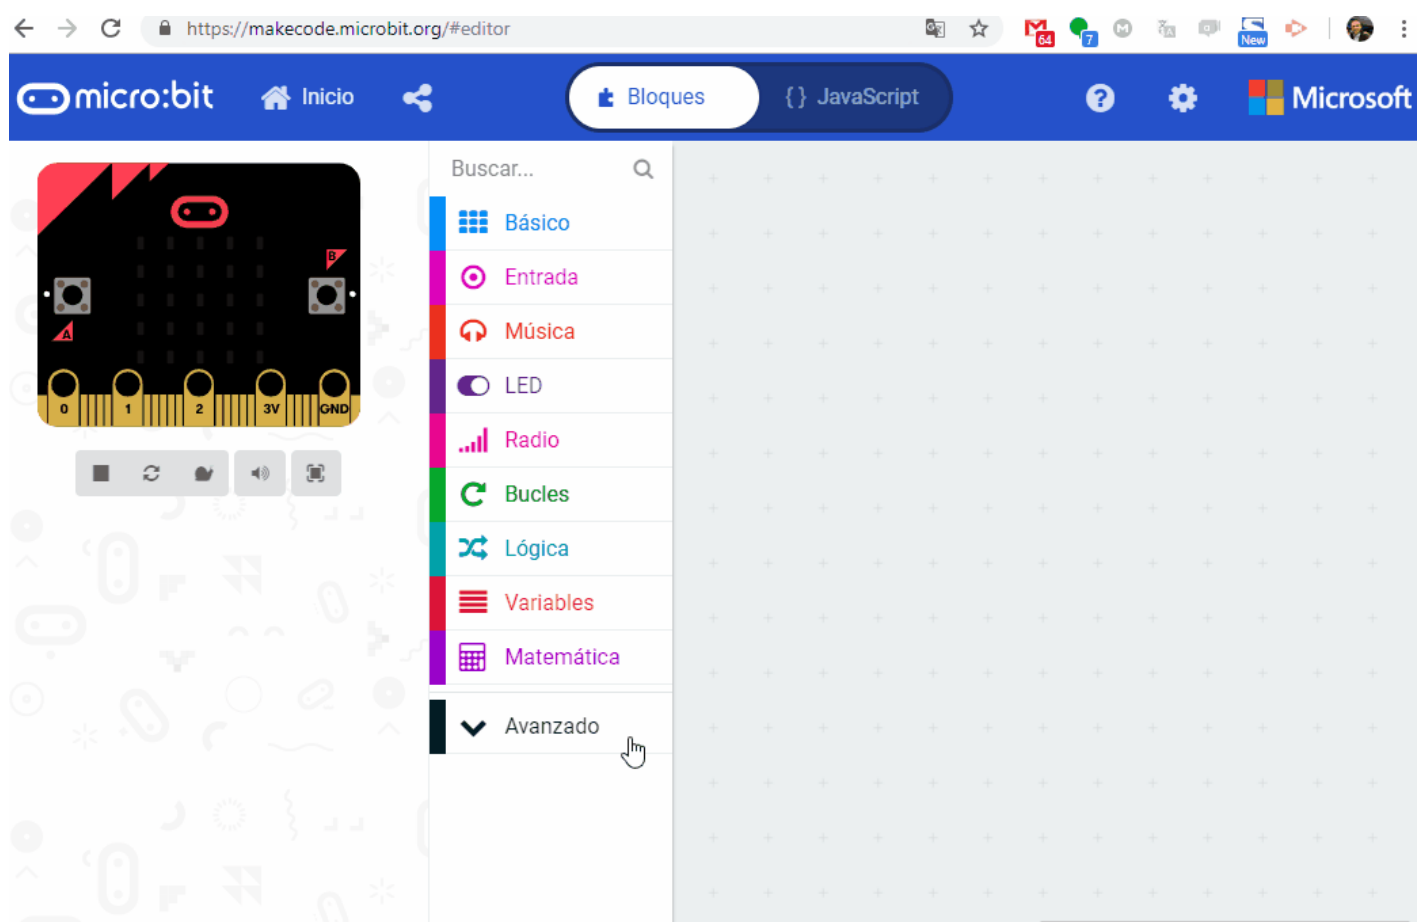 https://makecode.microbit.org/#editor
64
7
M
New
micro:bit
Inicio
Bloques
{ } JavaScript
?
Microsoft
Buscar...
Básico
Entrada
Música
LED
Radio
Bucles
Lógica
Variables
Matemática
Avanzado
B
A
0 1 2 3V GND